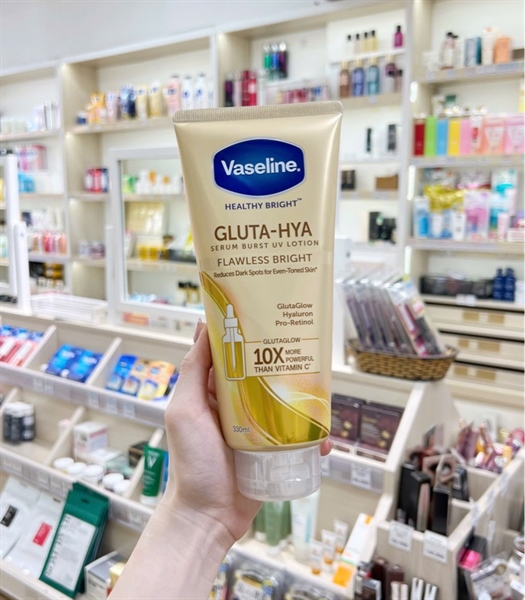 Vaseline.
HEALTHY BRIGHT™
GLUTA-HYA
SERUM BURST UV LOTION
FLAWLESS BRIGHT
Reduces Dark Spots for Even-Toned Skin*
GlutaGlow
Hyaluron
Pro-Retinol
GLUTAGLOW
10X MORE POWERFUL
THAN VITAMIN C^
330ml